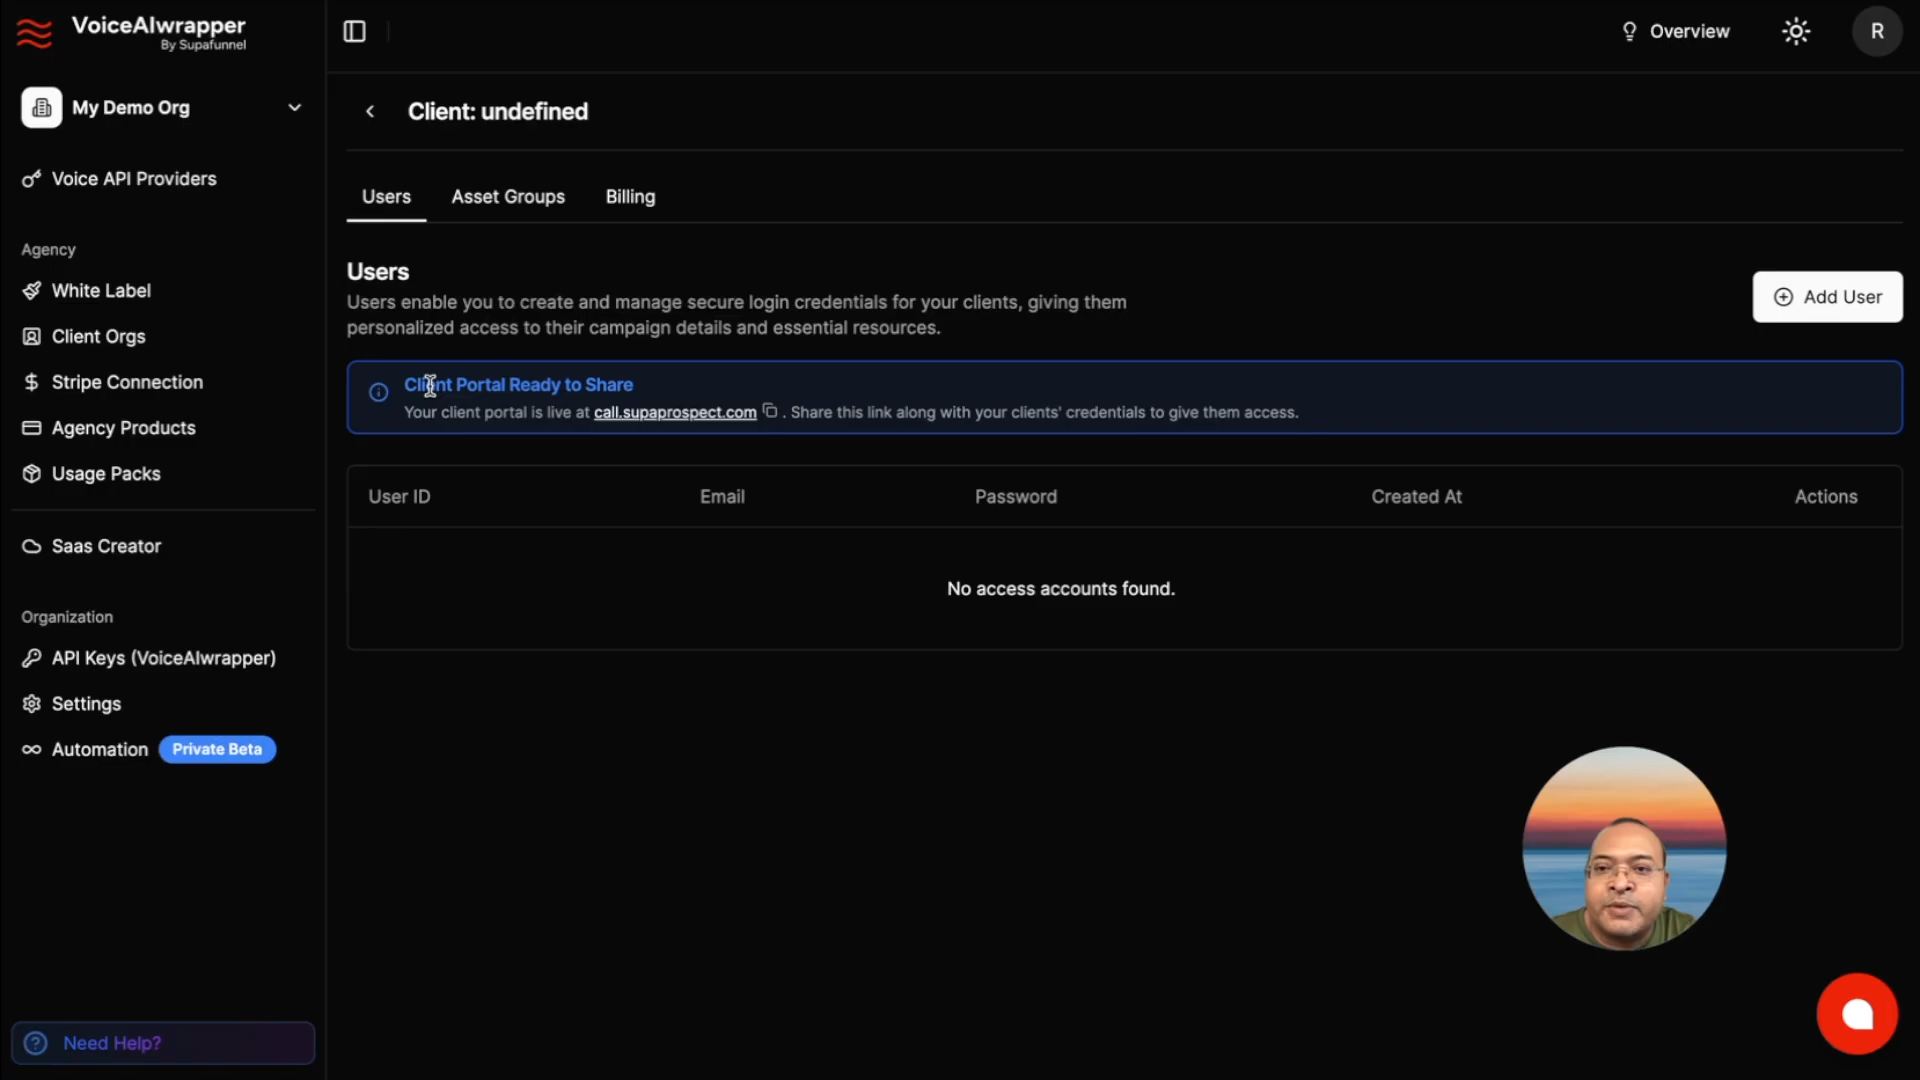 VoiceAIwrapper
By Supafunnel
Overview
R
My Demo Org
Client: undefined
Voice API Providers
Users
Asset Groups
Billing
Agency
White Label
Client Orgs
Stripe Connection
Agency Products
Usage Packs
Saas Creator
Organization
API Keys (VoiceAIwrapper)
Settings
Automation
Private Beta
Need Help?
Users
Users enable you to create and manage secure login credentials for your clients, giving them
personalized access to their campaign details and essential resources.
Add User
Client Portal Ready to Share
Your client portal is live at call.supaprospect.com . Share this link along with your clients' credentials to give them access.
User ID
Email
Password
Created At
Actions
No access accounts found.